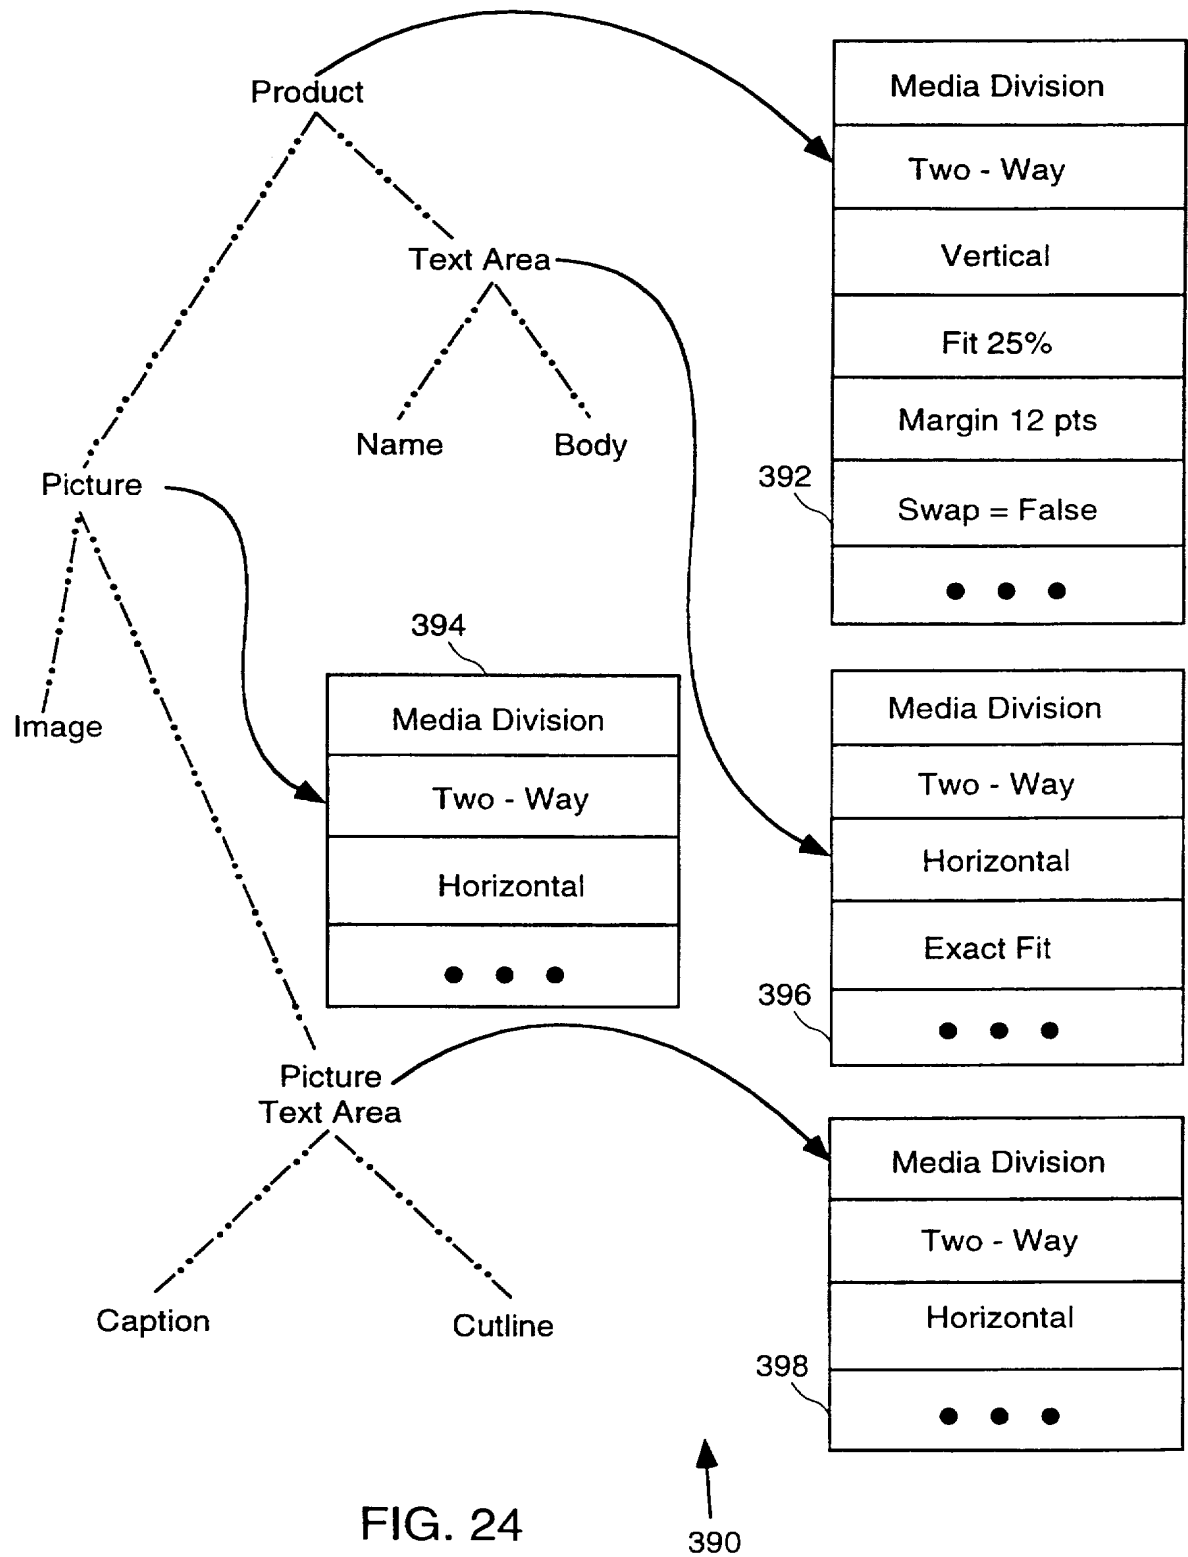 Product
Media Division
Two - Way
Vertical
Fit 25%
Margin 12 pts
Swap = False
392
Text Area
Name
Body
Picture
Image
394
Media Division
Two - Way
Horizontal
Media Division
Two - Way
Horizontal
Exact Fit
396
Picture
Text Area
Caption
Cutline
Media Division
Two - Way
Horizontal
398
FIG. 24
390